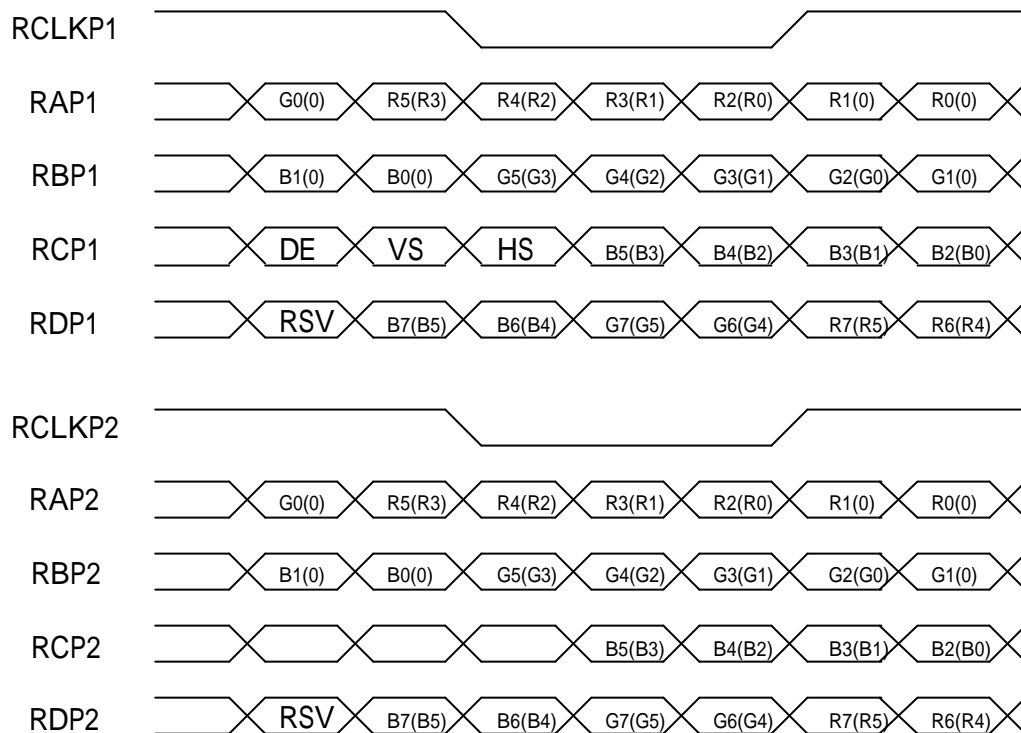 RCLKP1
RAP1 G0(0) R5(R3) R4(R2) R3(R1) R2(R0) R1(0) R0(0)
RBP1 B1(0) B0(0) G5(G3) G4(G2) G3(G1) G2(G0) G1(0)
RCP1 DE VS HS B5(B3) B4(B2) B3(B1) B2(B0)
RDP1 RSV B7(B5) B6(B4) G7(G5) G6(G4) R7(R5) R6(R4)
RCLKP2
RAP2 G0(0) R5(R3) R4(R2) R3(R1) R2(R0) R1(0) R0(0)
RBP2 B1(0) B0(0) G5(G3) G4(G2) G3(G1) G2(G0) G1(0)
RCP2 B5(B3) B4(B2) B3(B1) B2(B0)
RDP2 RSV B7(B5) B6(B4) G7(G5) G6(G4) R7(R5) R6(R4)